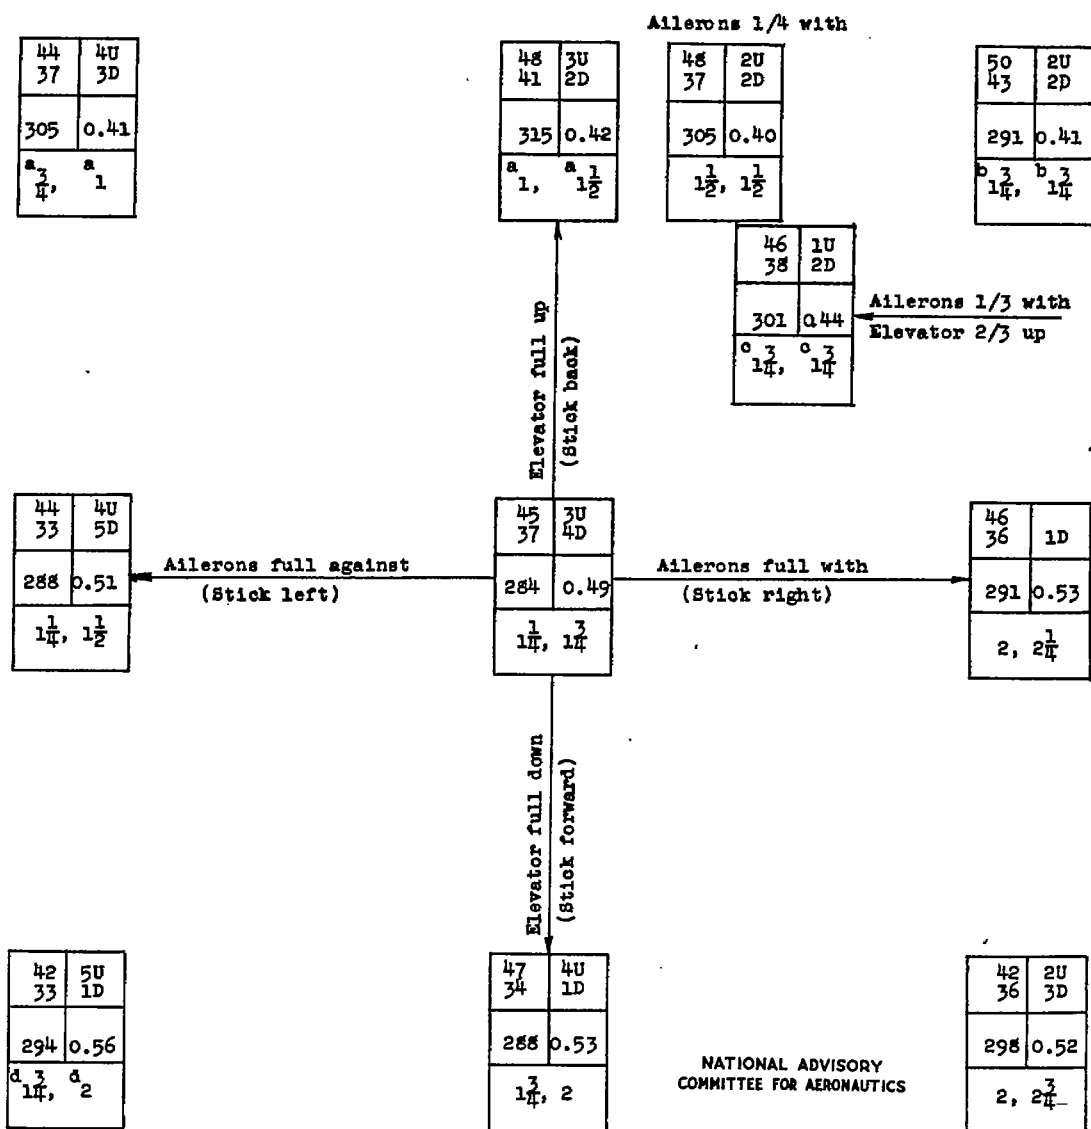 Ailerons 1/4 with
44 4U
37 3D
305 0.41
a 3/4, a 1
48 3U
41 2D
315 0.42
a 1, a 1 1/2
48 2U
37 2D
305 0.40
1 1/2, 1 1/2
50 2U
43 2D
291 0.41
b 1 3/4, b 1 3/4
46 1U
38 2D
301 0.44
c 1 3/4, c 1 3/4
Ailerons 1/3 with
Elevator 2/3 up
Elevator full up
(Stick back)
44 4U
33 5D
288 0.51
1 1/4, 1 1/2
Ailerons full against
(Stick left)
45 3U
37 4D
284 0.49
1 1/4, 1 3/4
Ailerons full with
(Stick right)
46
36 1D
291 0.53
2, 2 1/4
Elevator full down
(Stick forward)
42 5U
33 1D
294 0.56
d 1 3/4, d 2
47 4U
34 1D
288 0.53
1 3/4, 2
NATIONAL ADVISORY
COMMITTEE FOR AERONAUTICS
42 2U
36 3D
298 0.52
2, 2 3/4